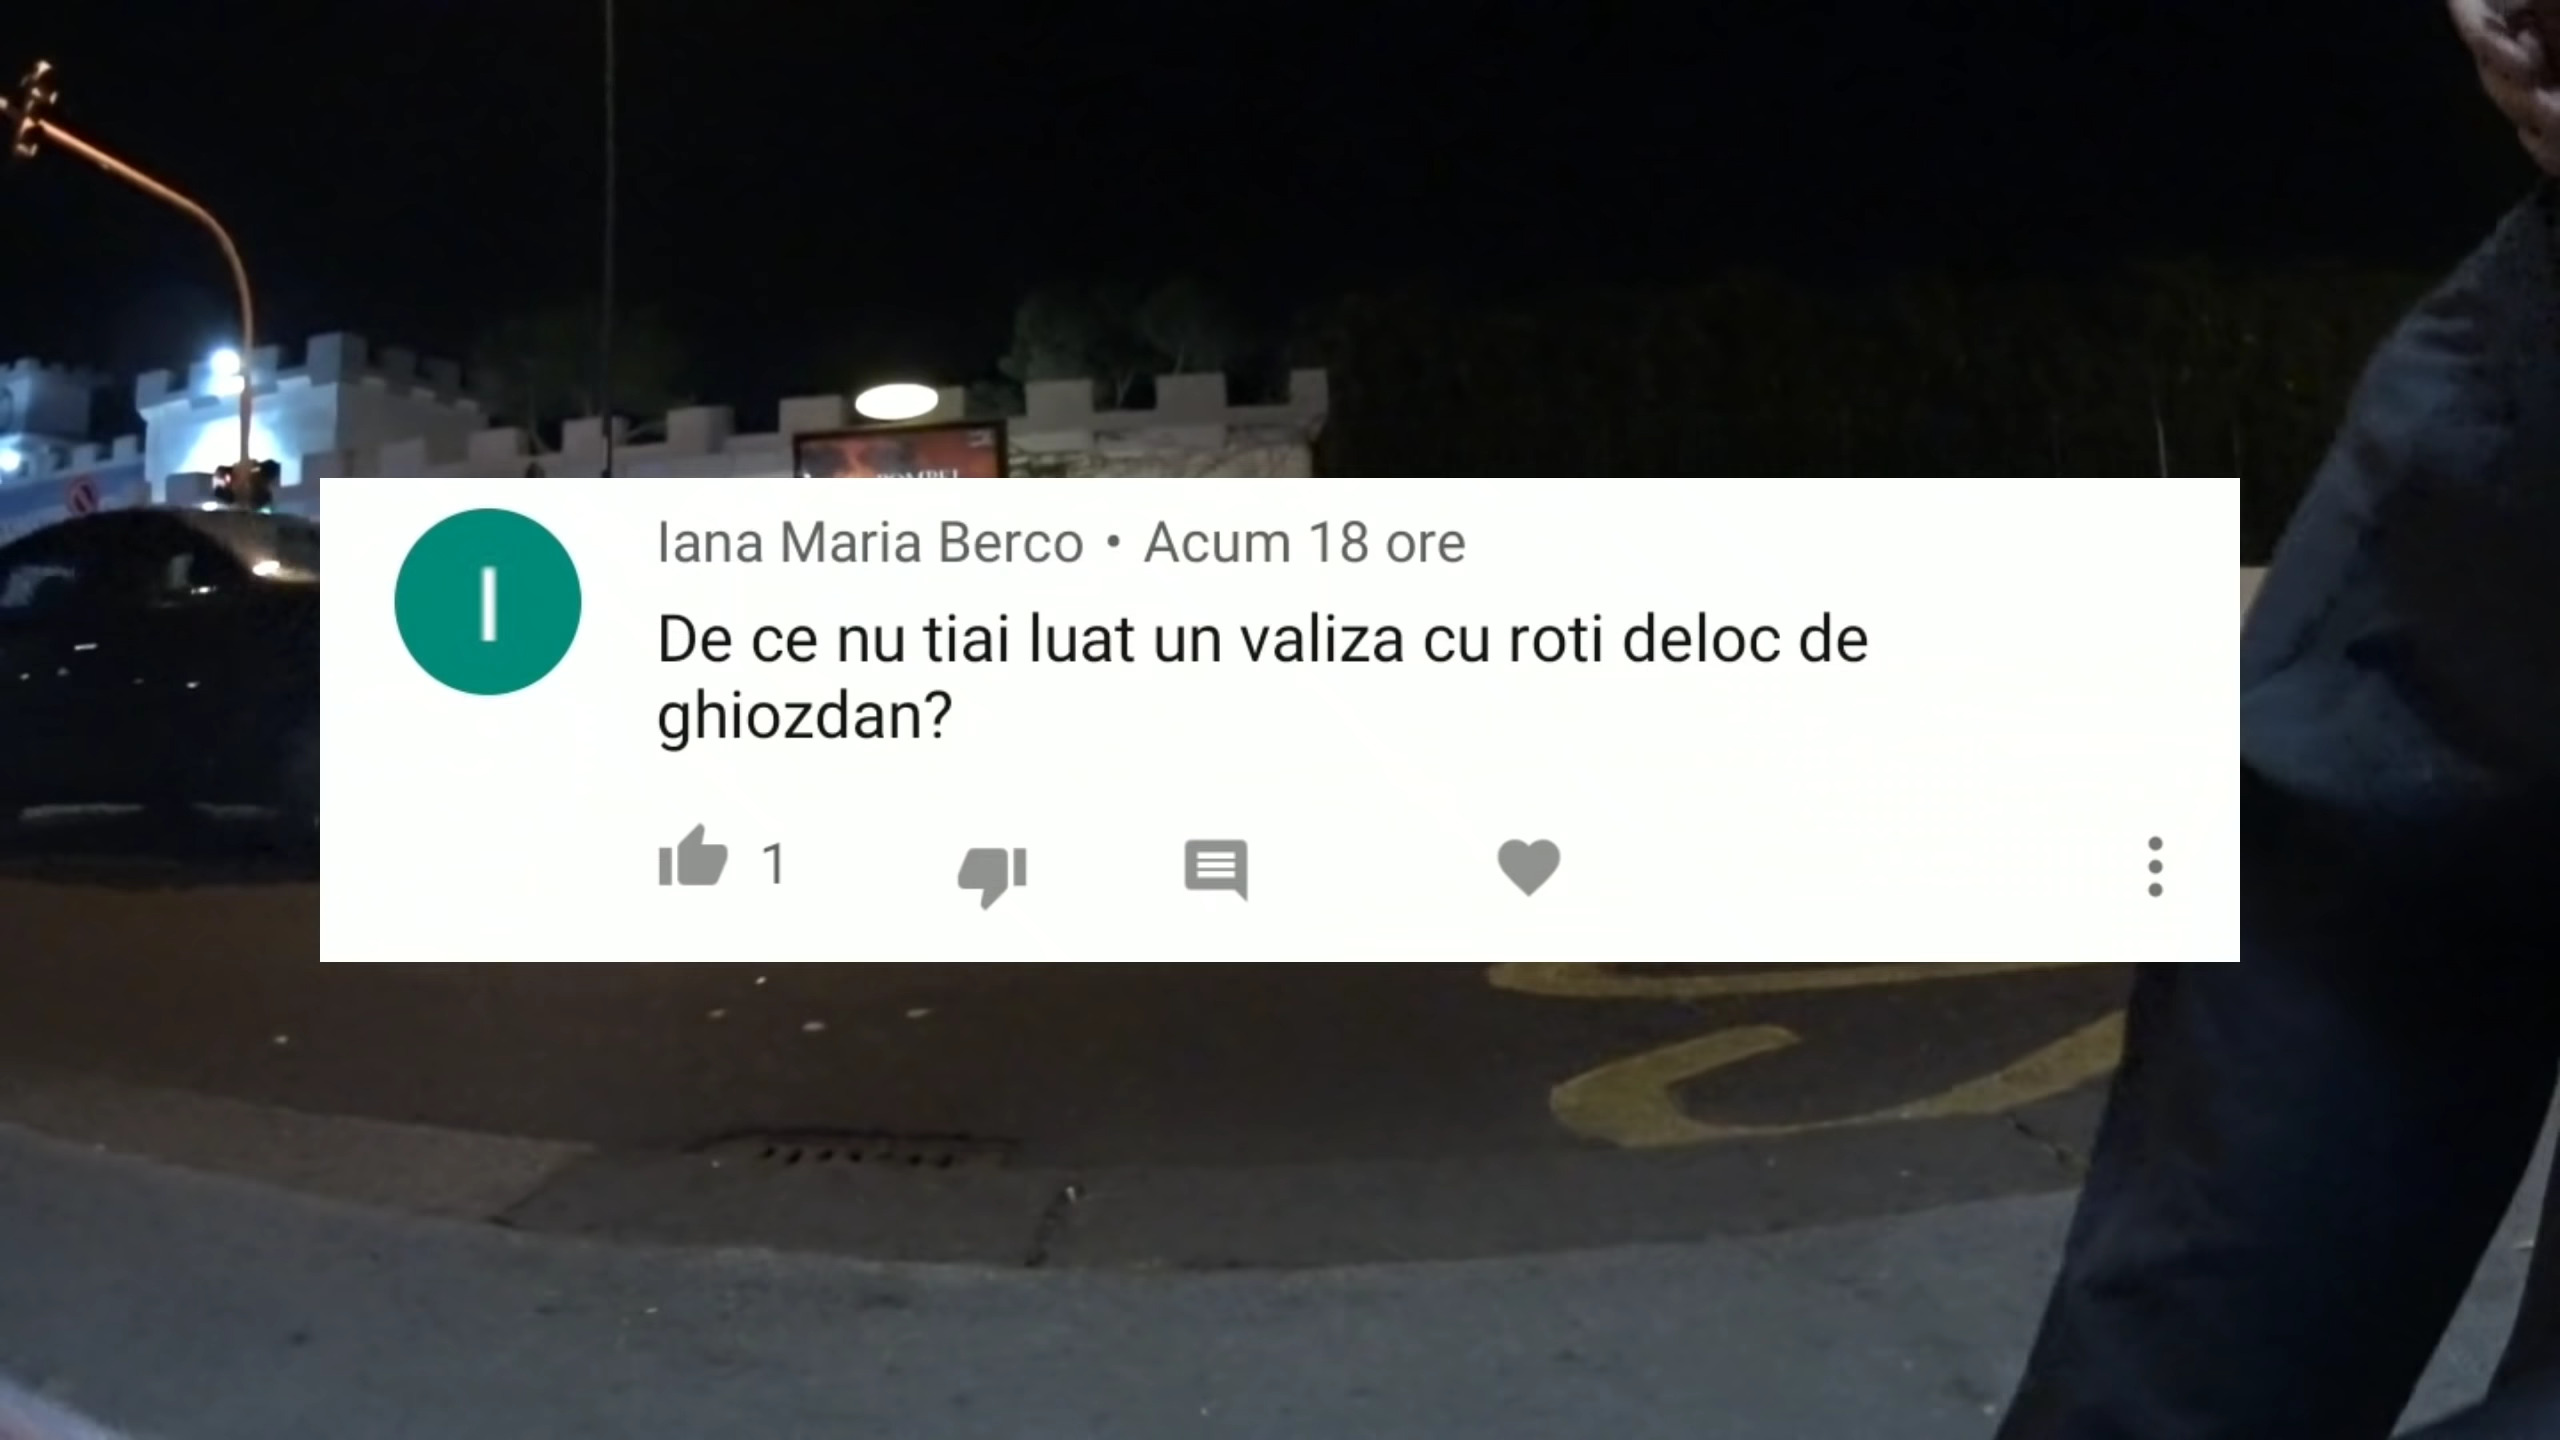 POMPEI
I
Iana Maria Berco • Acum 18 ore
De ce nu tiai luat un valiza cu roti deloc de
ghiozdan?
1